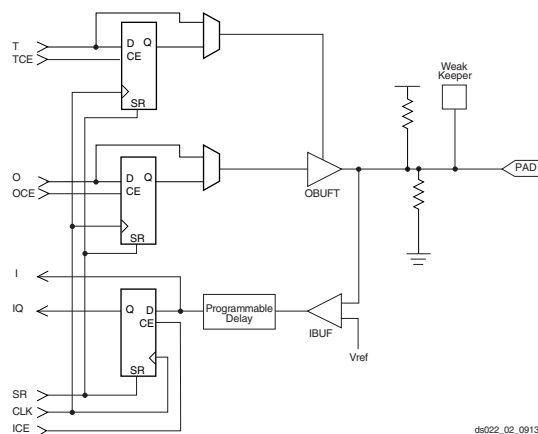 T
TCE
D Q
CE
SR
Weak
Keeper
O
OCE
D Q
CE
SR
OBUFT
PAD
I
IQ
Q D
CE
SR
Programmable
Delay
IBUF
Vref
SR
CLK
ICE
ds022_02_0913